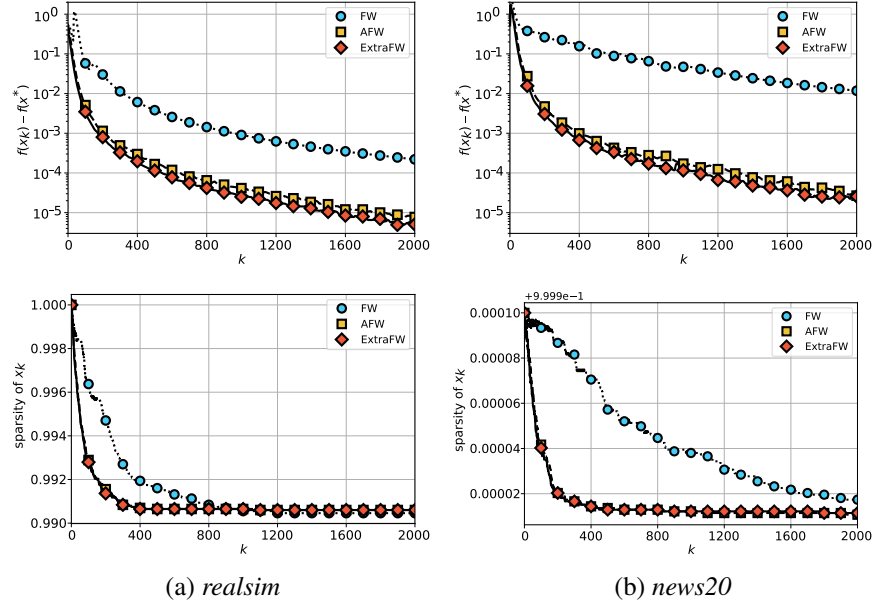 10^0
10^-1
10^-2
10^-3
10^-4
10^-5
f(x_k) − f(x*)
0 400 800 1200 1600 2000
k
FW
AFW
ExtraFW
10^0
10^-1
10^-2
10^-3
10^-4
10^-5
f(x_k) − f(x*)
0 400 800 1200 1600 2000
k
FW
AFW
ExtraFW
1.000
0.998
0.996
0.994
0.992
0.990
sparsity of x_k
0 400 800 1200 1600 2000
k
FW
AFW
ExtraFW
+9.999e−1
0.00010
0.00008
0.00006
0.00004
0.00002
sparsity of x_k
0 400 800 1200 1600 2000
k
FW
AFW
ExtraFW
(a) realsim
(b) news20